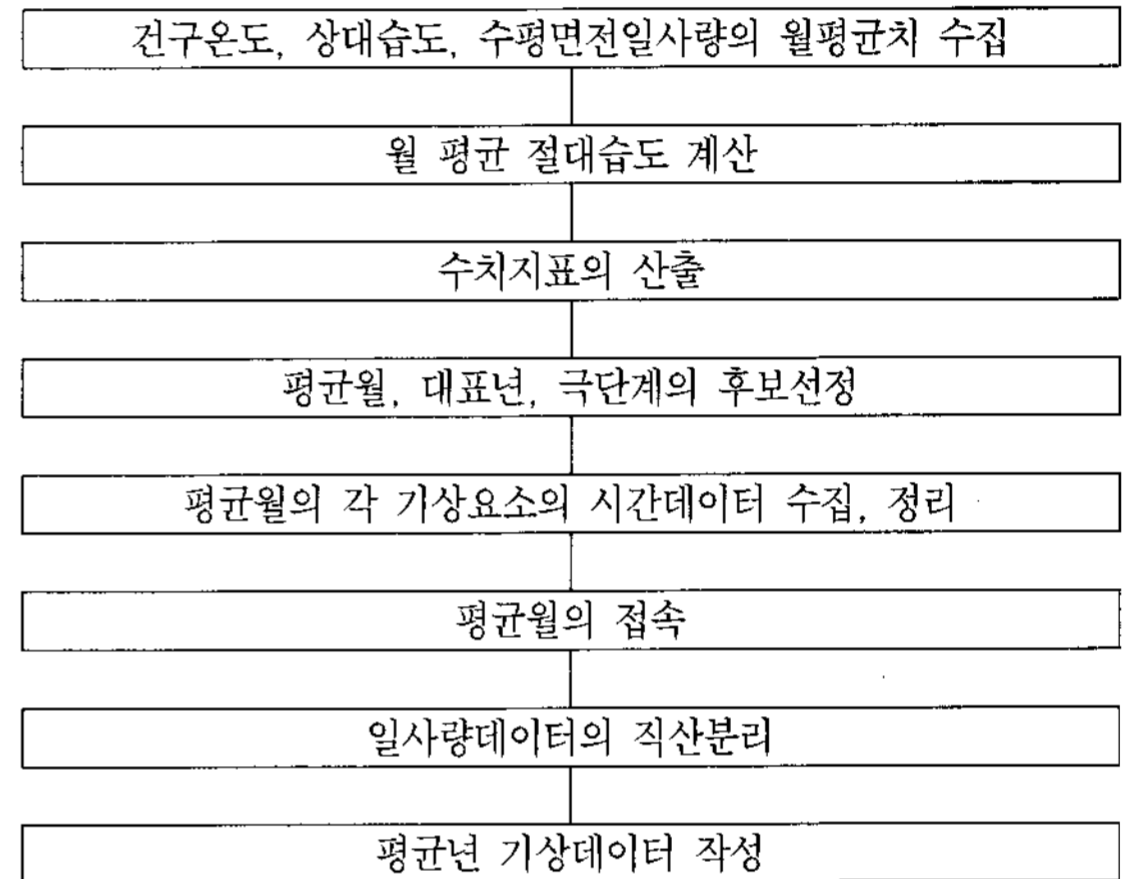 건구온도, 상대습도, 수평면전일사량의 월평균치 수집
월 평균 절대습도 계산
수치지표의 산출
평균월, 대표년, 극단계의 후보선정
평균월의 각 기상요소의 시간데이터 수집, 정리
평균월의 접속
일사량데이터의 직산분리
평균년 기상데이터 작성